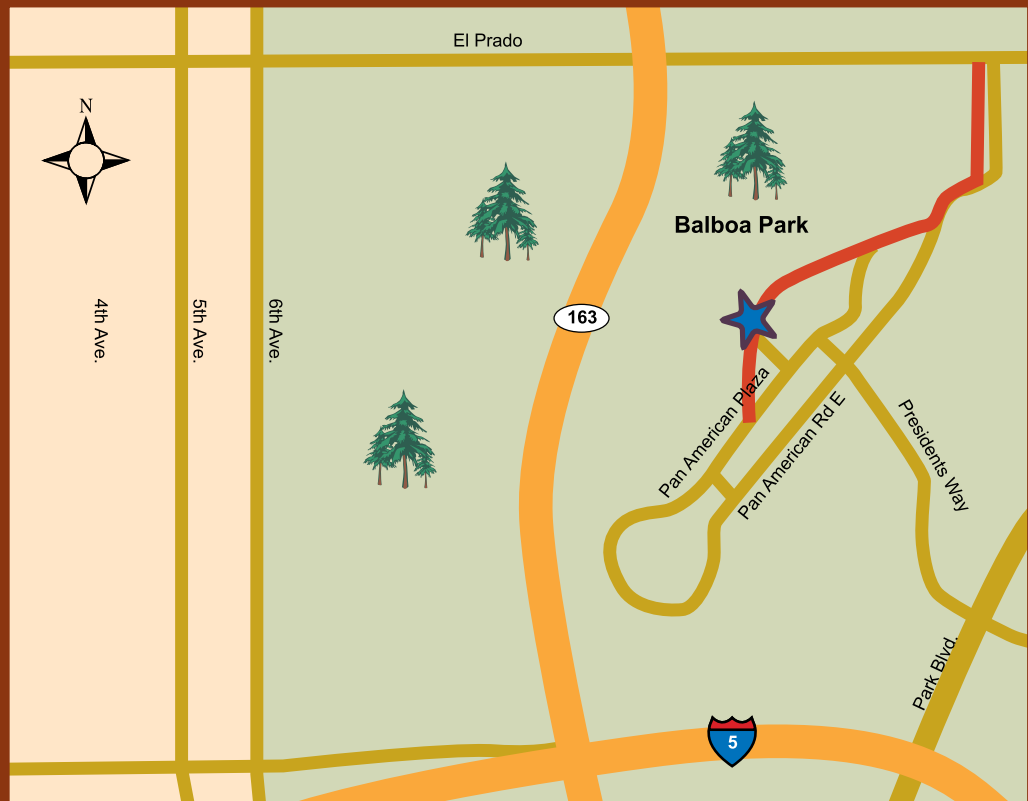 El Prado
N
Balboa Park
4th Ave.
5th Ave.
6th Ave.
163
Pan American Plaza
Pan American Rd E
Presidents Way
Park Blvd.
5